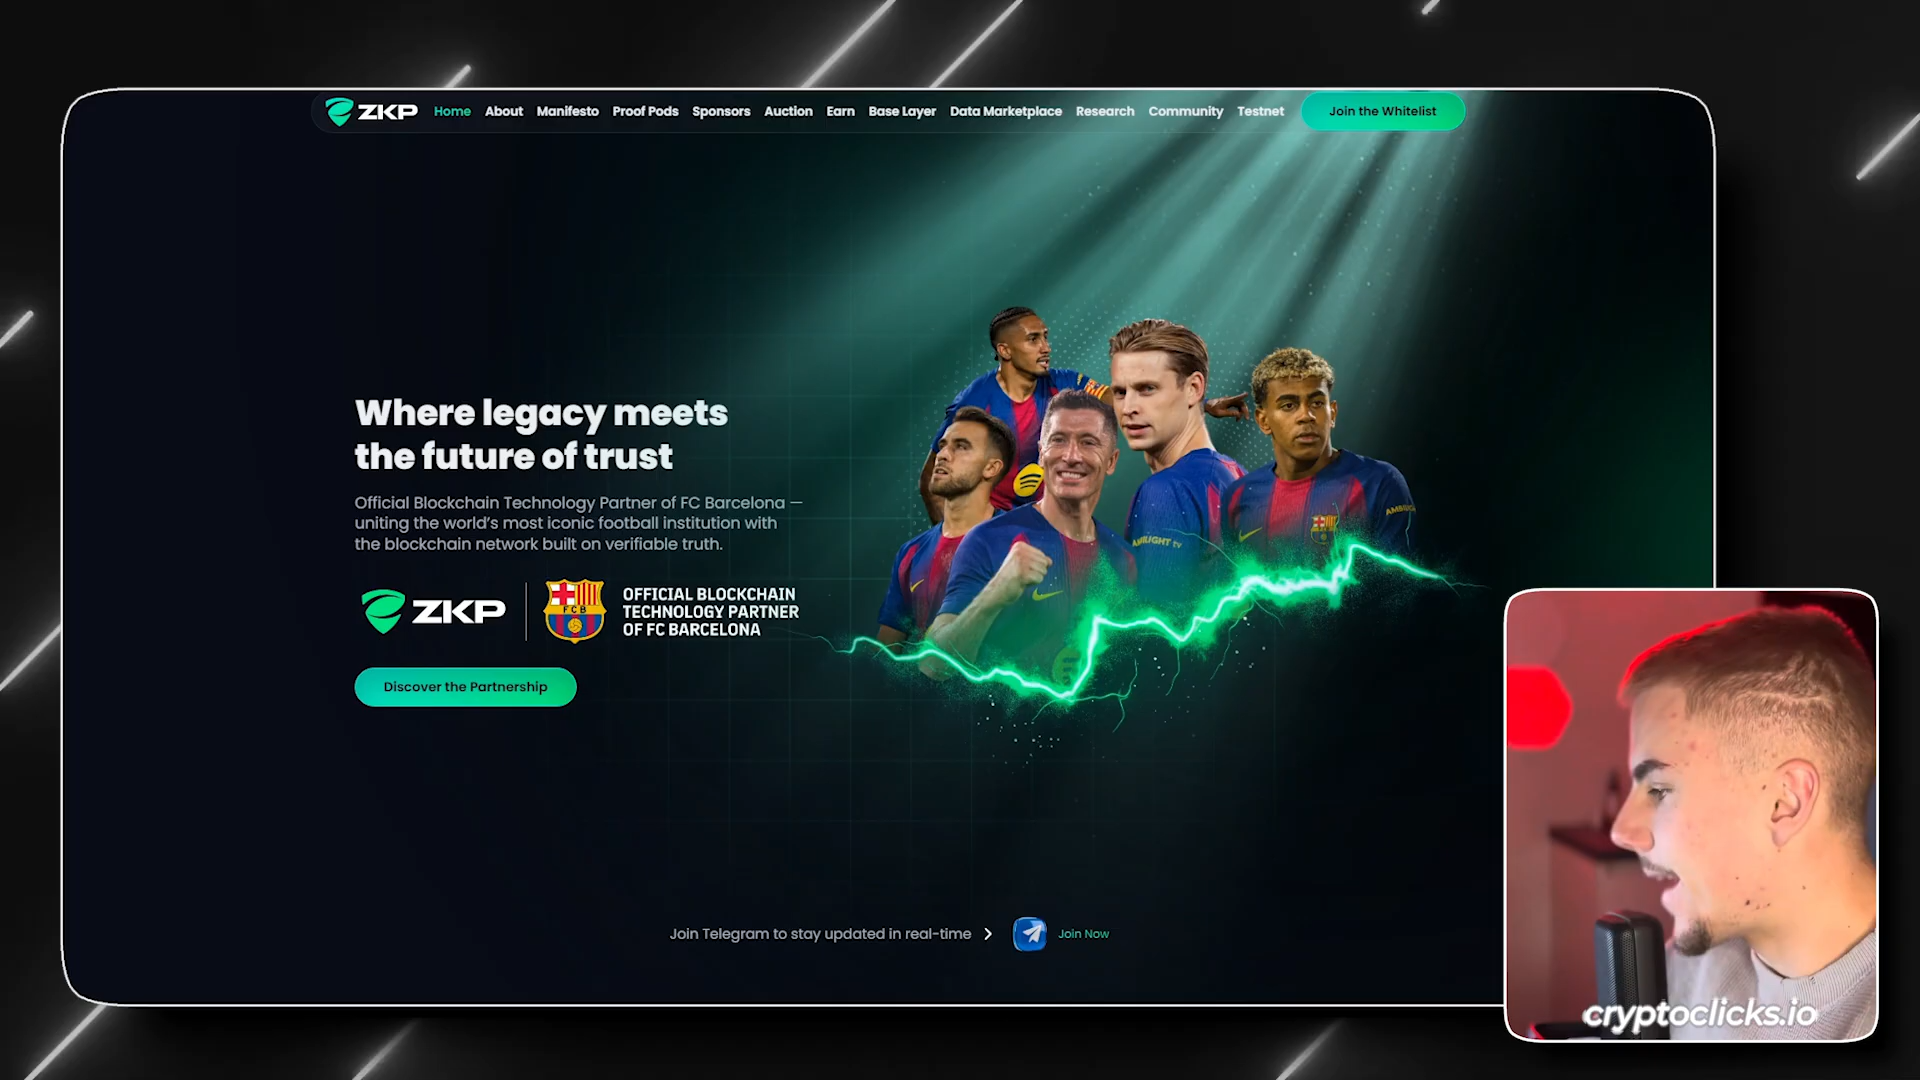 ZKP Home About Manifesto Proof Pods Sponsors Auction Earn Base Layer Data Marketplace Research Community Testnet Join the Whitelist
Where legacy meets
the future of trust
Official Blockchain Technology Partner of FC Barcelona —
uniting the world's most iconic football institution with
the blockchain network built on verifiable truth.
ZKP
FCB
OFFICIAL BLOCKCHAIN
TECHNOLOGY PARTNER
OF FC BARCELONA
Discover the Partnership
AMBILIGHT tv
Join Telegram to stay updated in real-time
Join Now
cryptoclicks.io